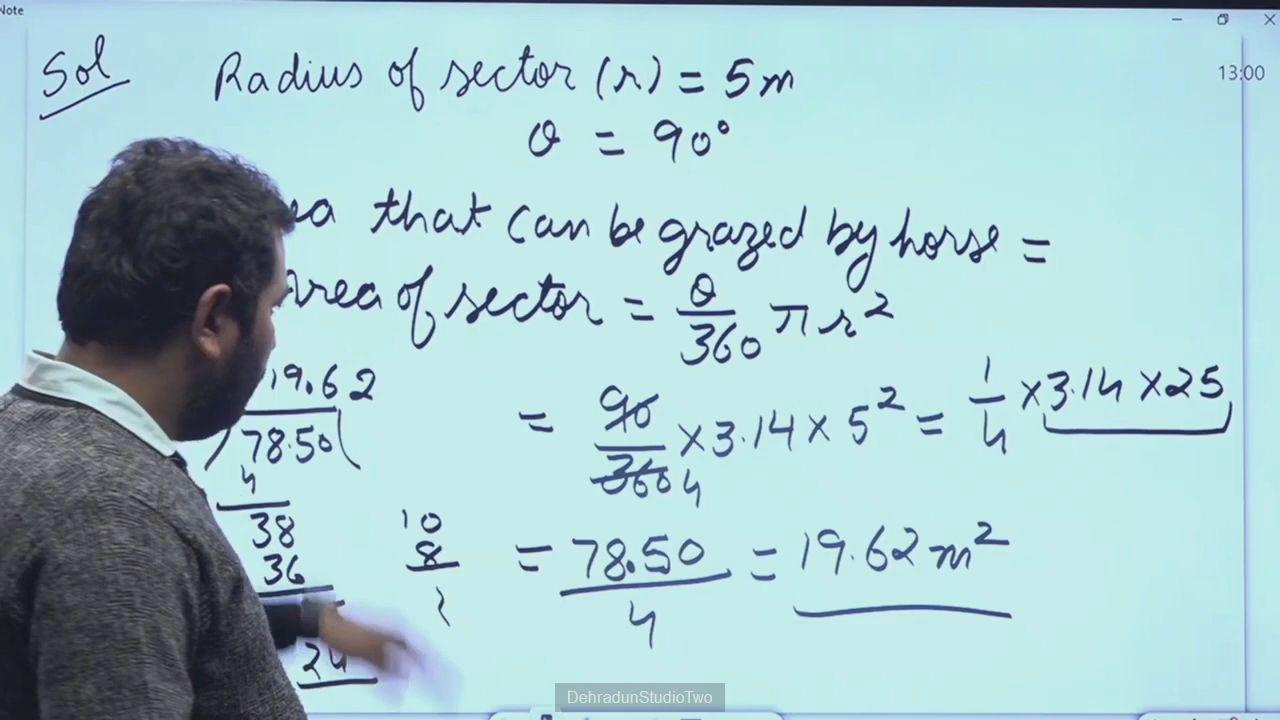 Note
13:00
Sol
Radius of sector (r) = 5m
θ = 90°
ea that can be grazed by horse =
Area of sector = θ/360 πr²
= 90/360 4 × 3.14 × 5² = 1/4 × 3.14 × 25
= 78.50/4 = 19.62 m²
19.62
78.50
4
38
36
24
10
8
DehradunStudioTwo